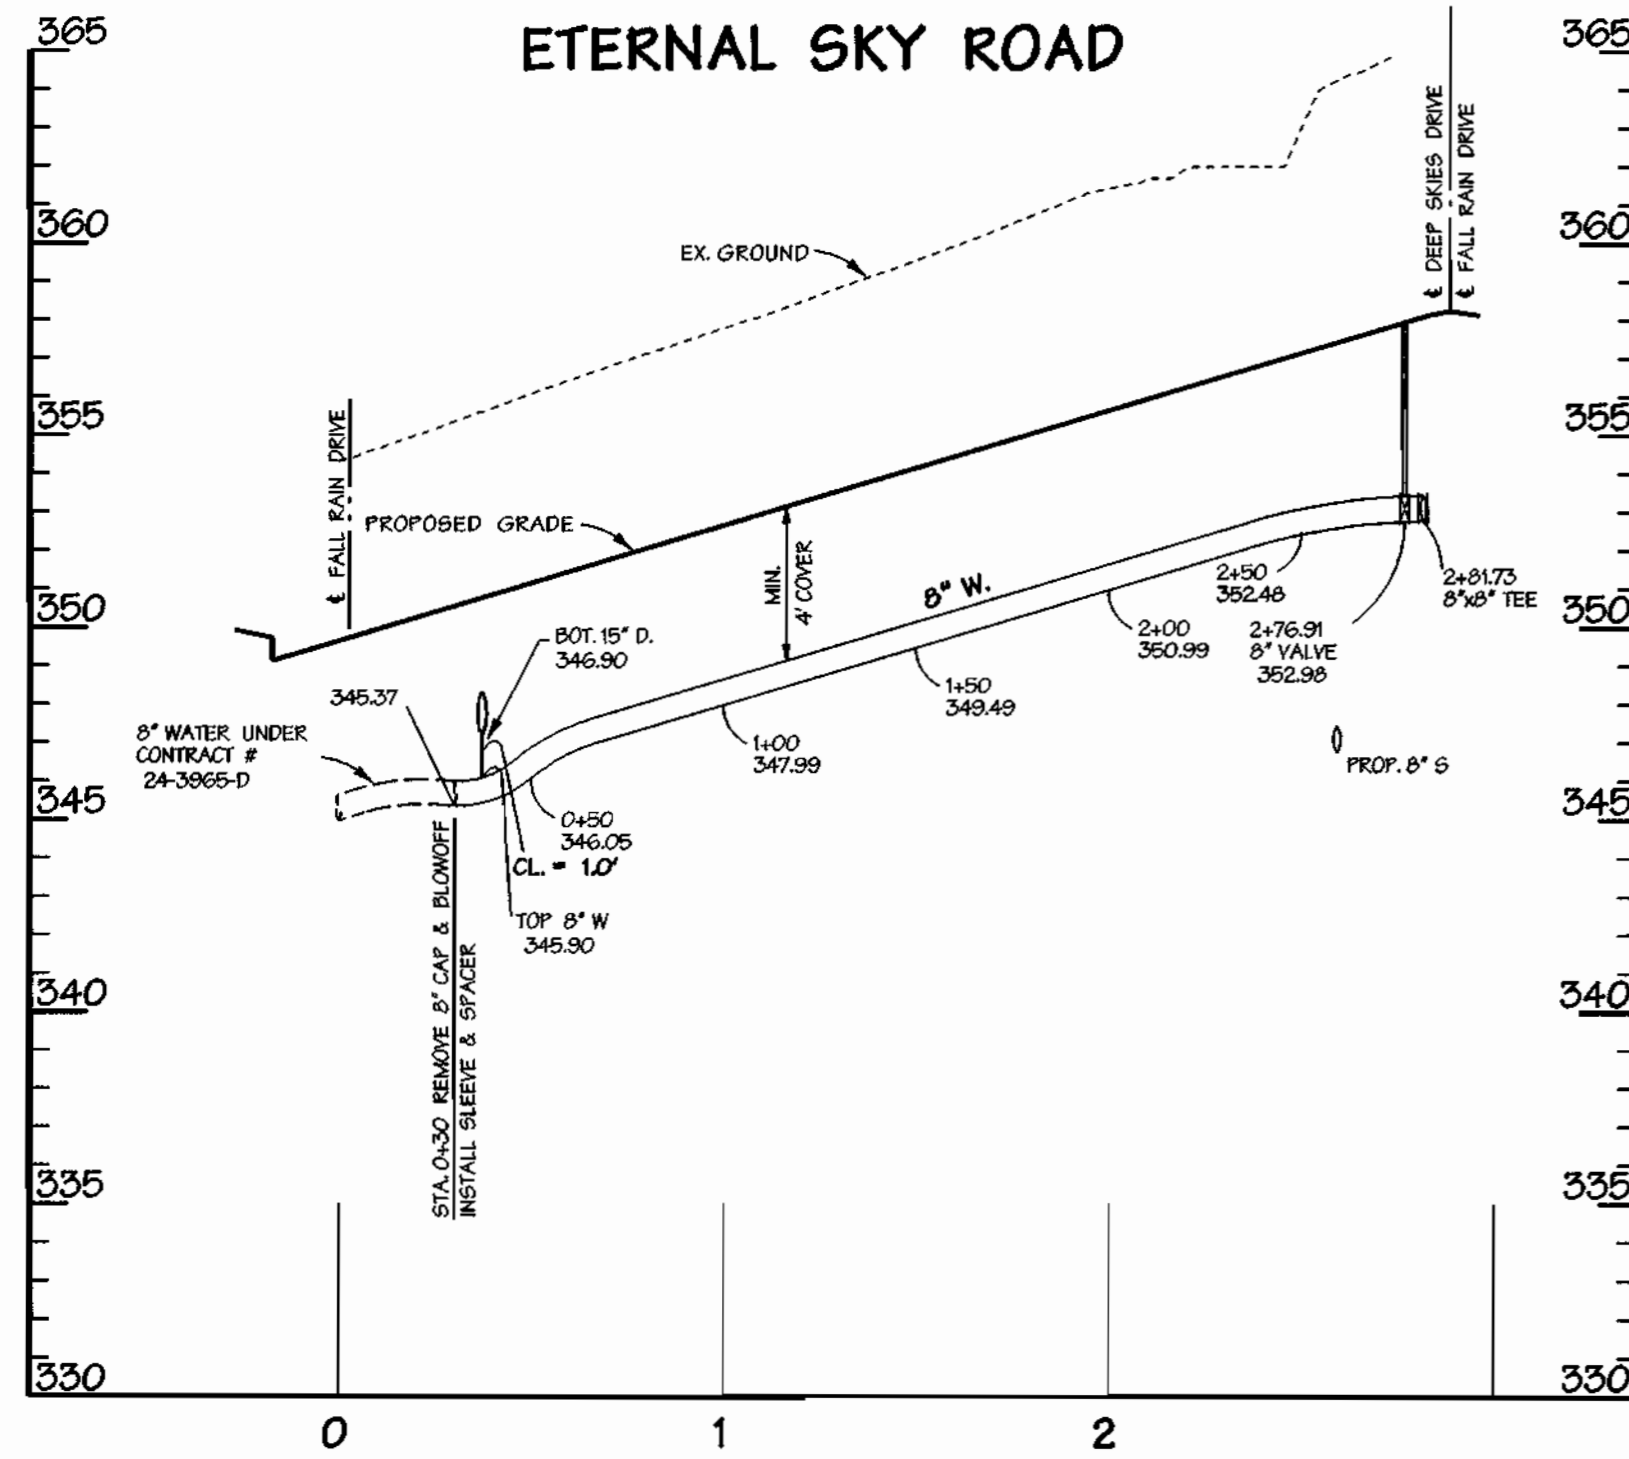 ETERNAL SKY ROAD
365
365
360
360
355
355
350
350
345
345
340
340
335
335
330
330
EX. GROUND
℄ DEEP SKIES DRIVE
℄ FALL RAIN DRIVE
℄ FALL RAIN DRIVE
PROPOSED GRADE
MIN.
4' COVER
8" W.
BOT. 15" D.
346.90
345.37
8" WATER UNDER
CONTRACT #
24-3965-D
0+50
346.05
CL. = 1.0'
TOP 8" W
345.90
1+00
347.99
1+50
349.49
2+00
350.99
2+50
352.48
2+76.91
8" VALVE
352.98
2+81.73
8"x8" TEE
PROP. 8" S
STA. 0+30 REMOVE 8" CAP & BLOWOFF
INSTALL SLEEVE & SPACER
0
1
2